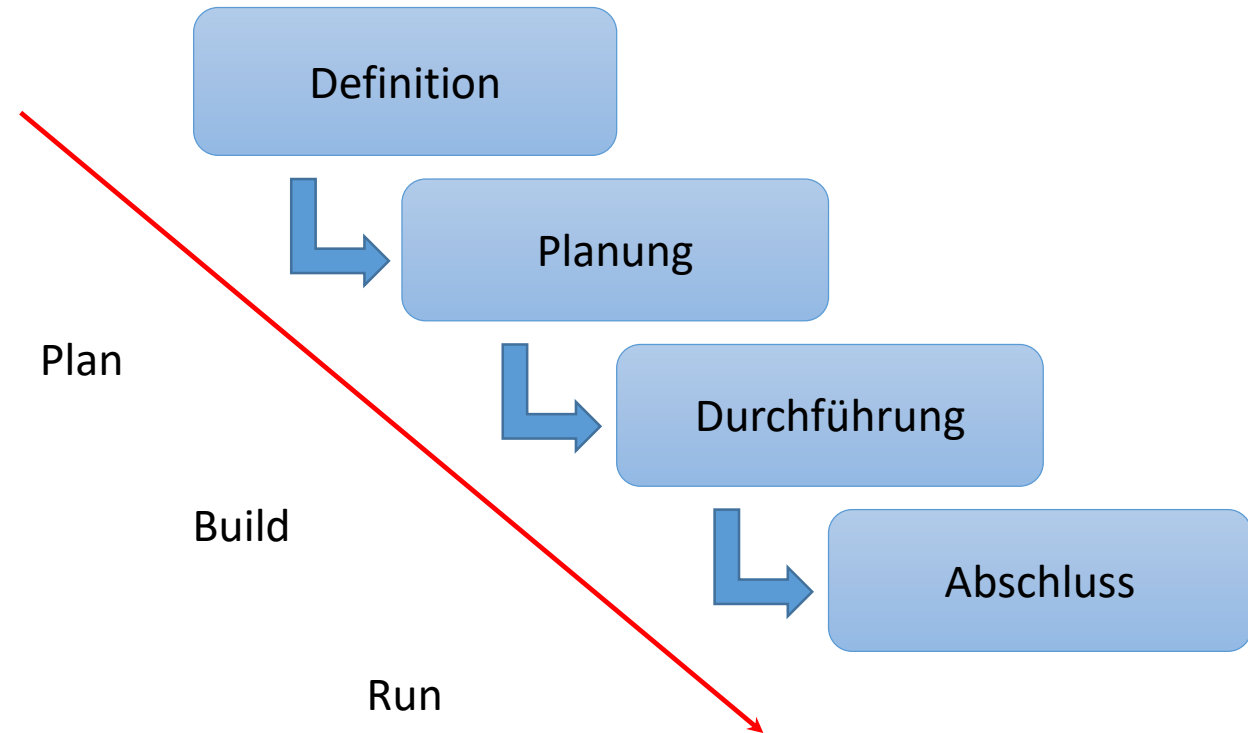 Definition
Planung
Plan
Durchführung
Build
Abschluss
Run